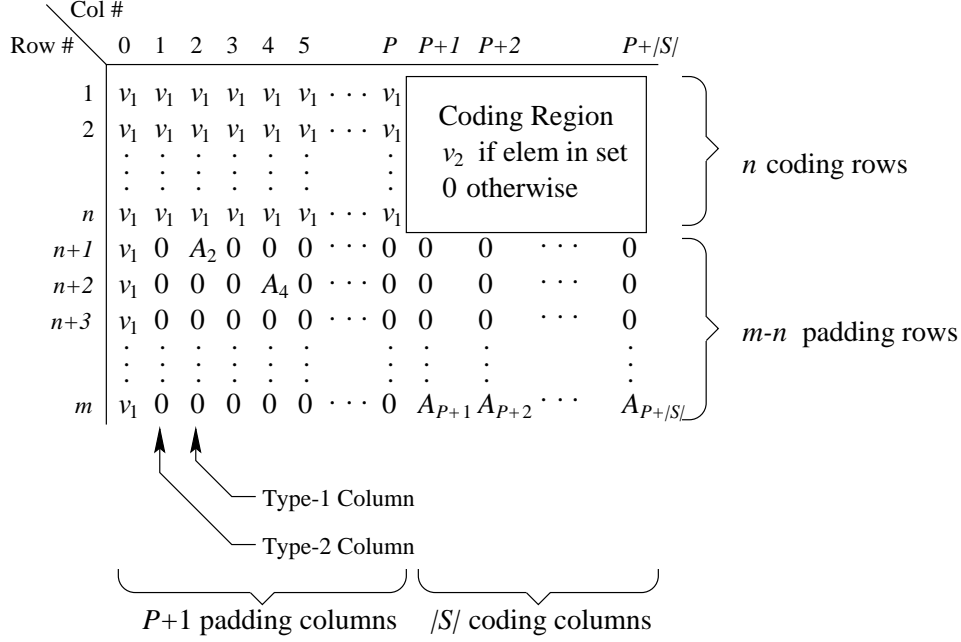 Col #
Row # 0 1 2 3 4 5 P P+1 P+2 P+|S|
1 v₁ v₁ v₁ v₁ v₁ v₁ · · · v₁
2 v₁ v₁ v₁ v₁ v₁ v₁ · · · v₁
Coding Region
v₂ if elem in set
0 otherwise
n coding rows
n v₁ v₁ v₁ v₁ v₁ v₁ · · · v₁
n+1 v₁ 0 A₂ 0 0 0 · · · 0 0 0 · · · 0
n+2 v₁ 0 0 0 A₄ 0 · · · 0 0 0 · · · 0
n+3 v₁ 0 0 0 0 0 · · · 0 0 0 · · · 0
m-n padding rows
m v₁ 0 0 0 0 0 · · · 0 A_{P+1} A_{P+2} · · · A_{P+|S|}
Type-1 Column
Type-2 Column
P+1 padding columns |S| coding columns